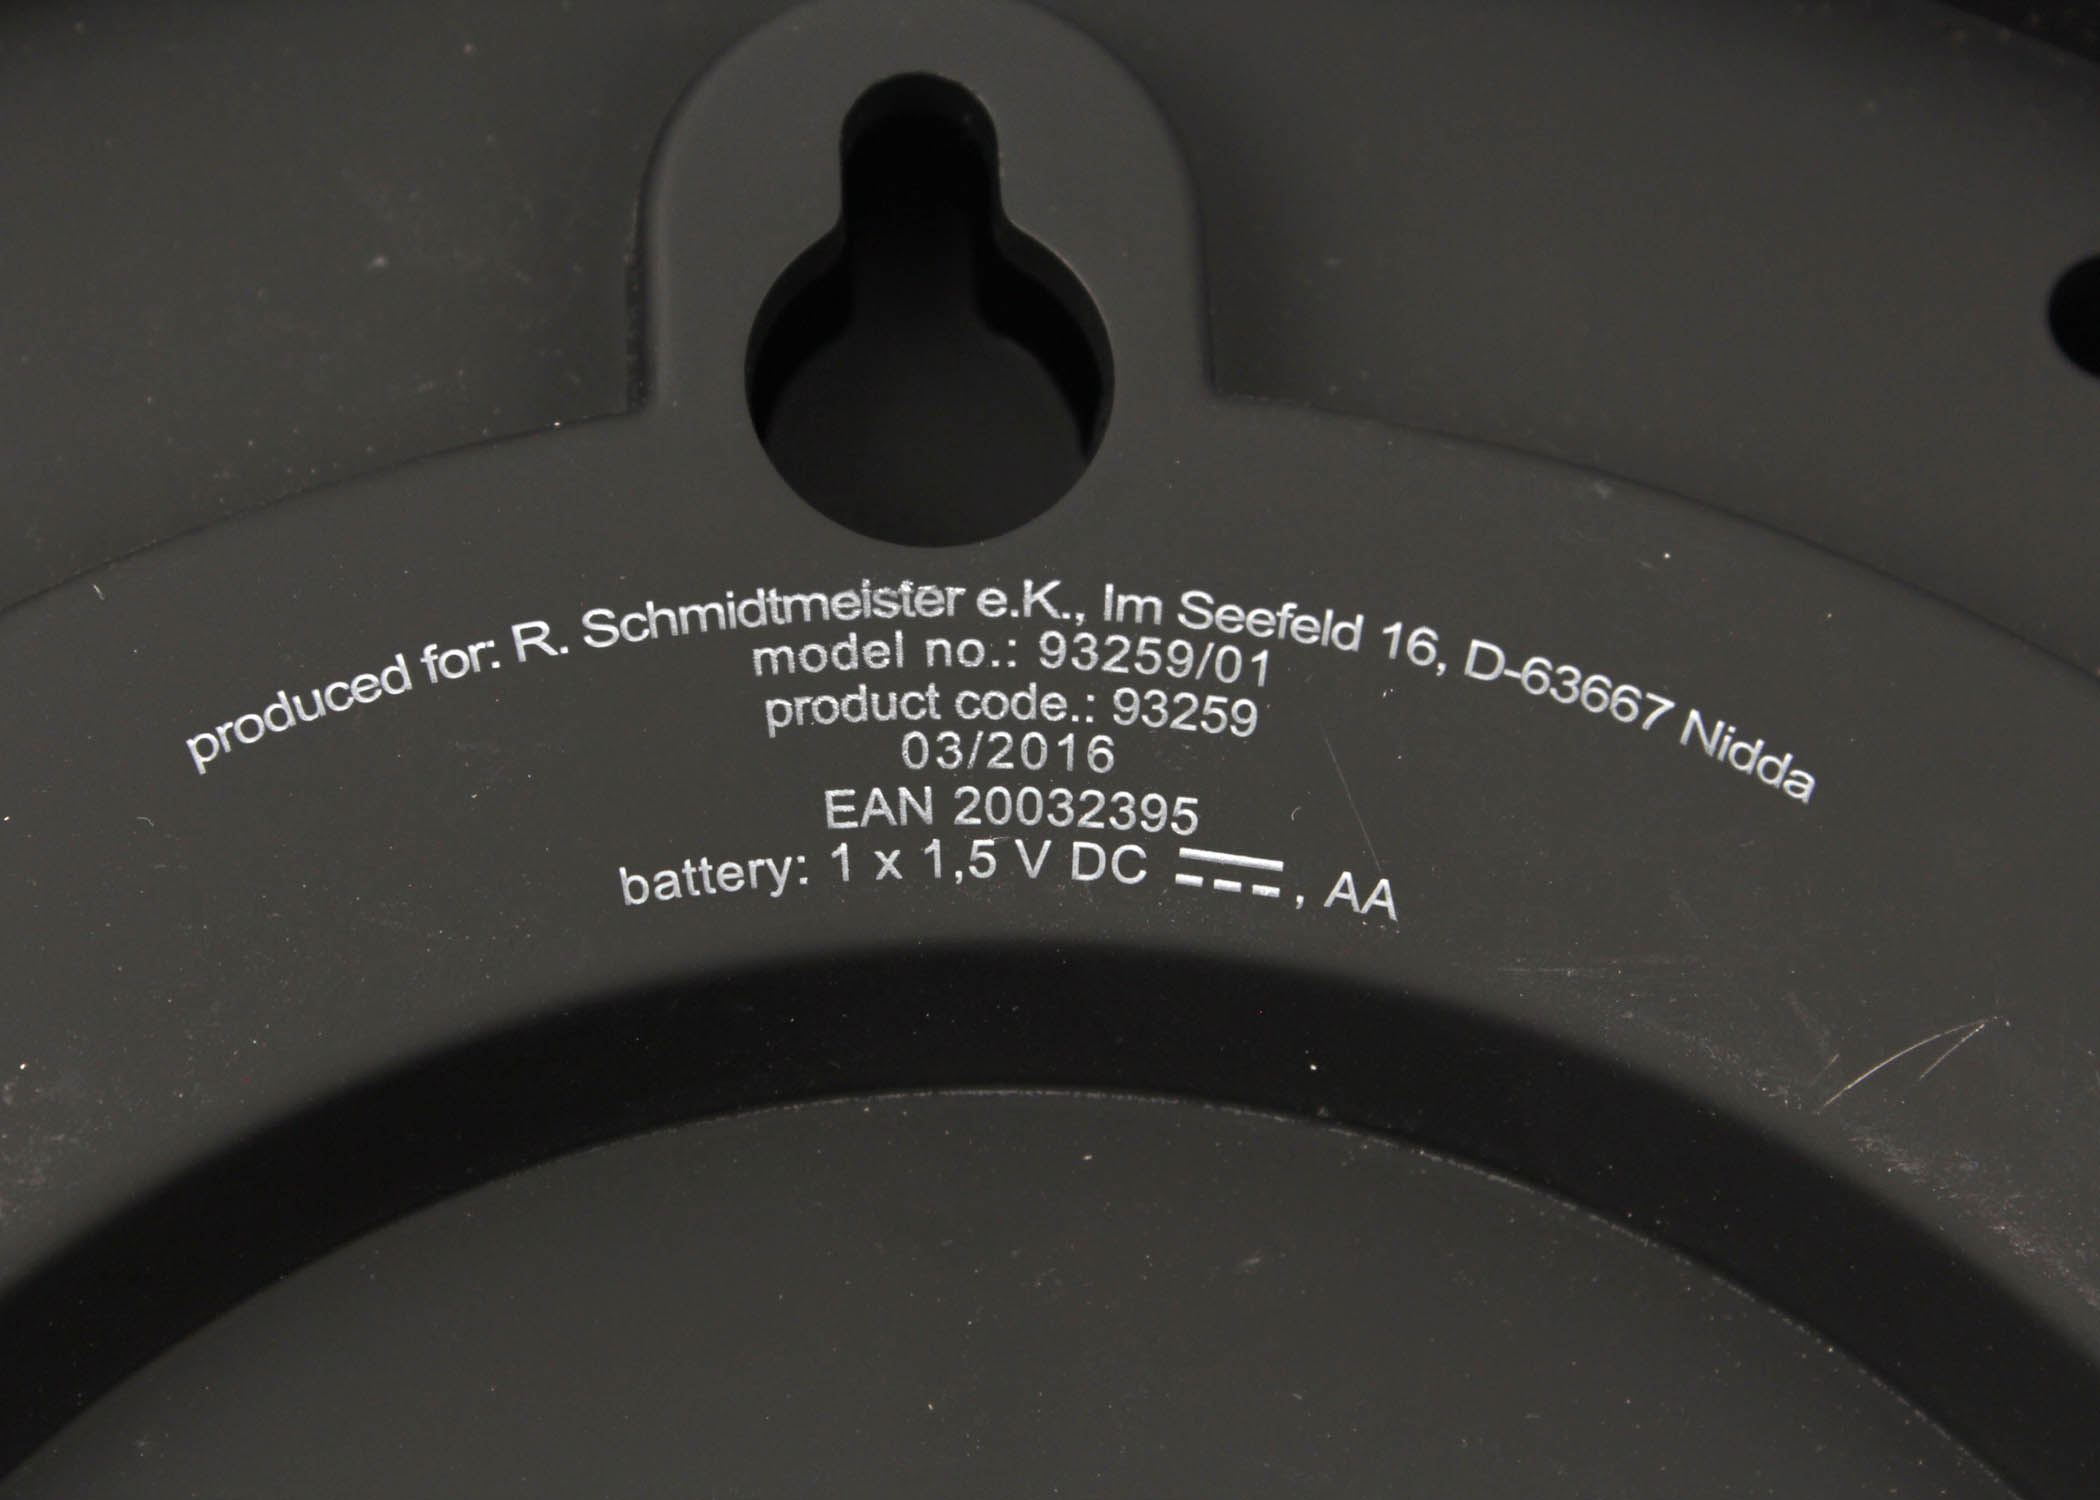 produced for: R. Schmidtmeister e.K., Im Seefeld 16, D-63667 Nidda
model no.: 93259/01
product code.: 93259
03/2016
EAN 20032395
battery: 1 x 1,5 V DC ⎓, AA